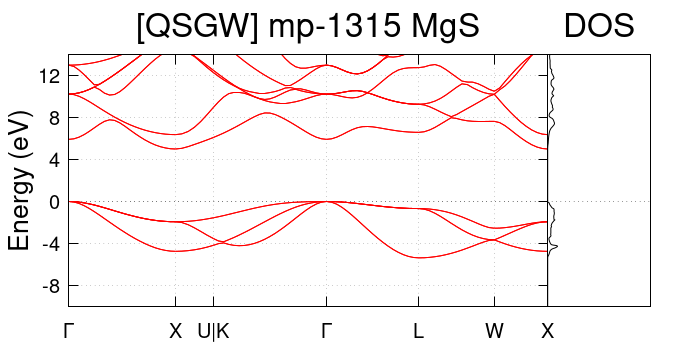 [QSGW] mp-1315 MgS DOS
Energy (eV)
12
8
4
0
-4
-8
Γ X U|K Γ L W X